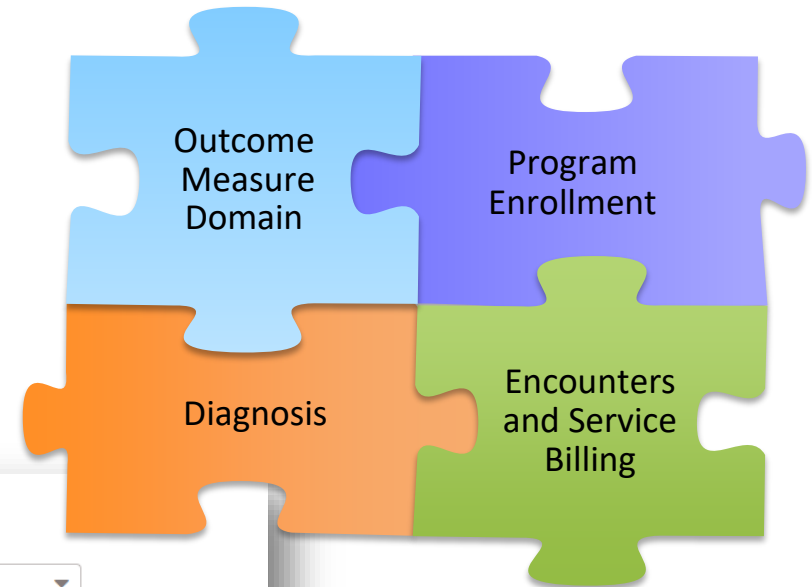 Outcome
Measure
Domain
Program
Enrollment
Diagnosis
Encounters
and Service
Billing